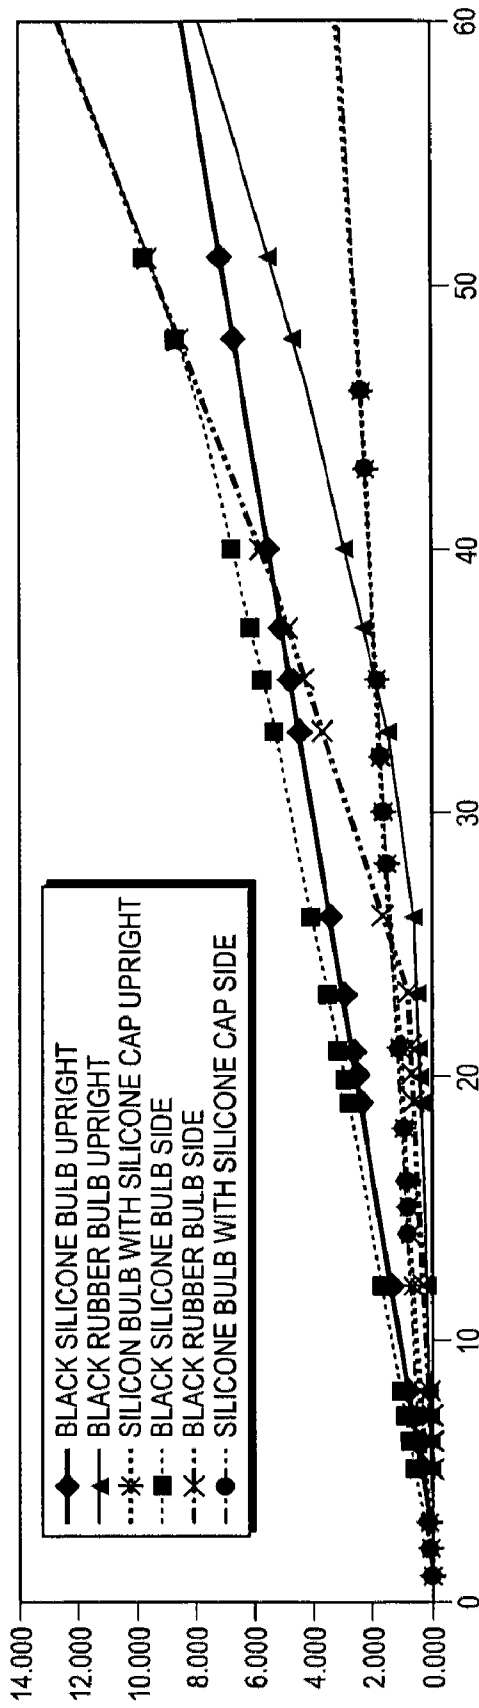 14.000
12.000
10.000
8.000
6.000
4.000
2.000
0.000
BLACK SILICONE BULB UPRIGHT
BLACK RUBBER BULB UPRIGHT
SILICON BULB WITH SILICONE CAP UPRIGHT
BLACK SILICONE BULB SIDE
BLACK RUBBER BULB SIDE
SILICONE BULB WITH SILICONE CAP SIDE
0
10
20
30
40
50
60